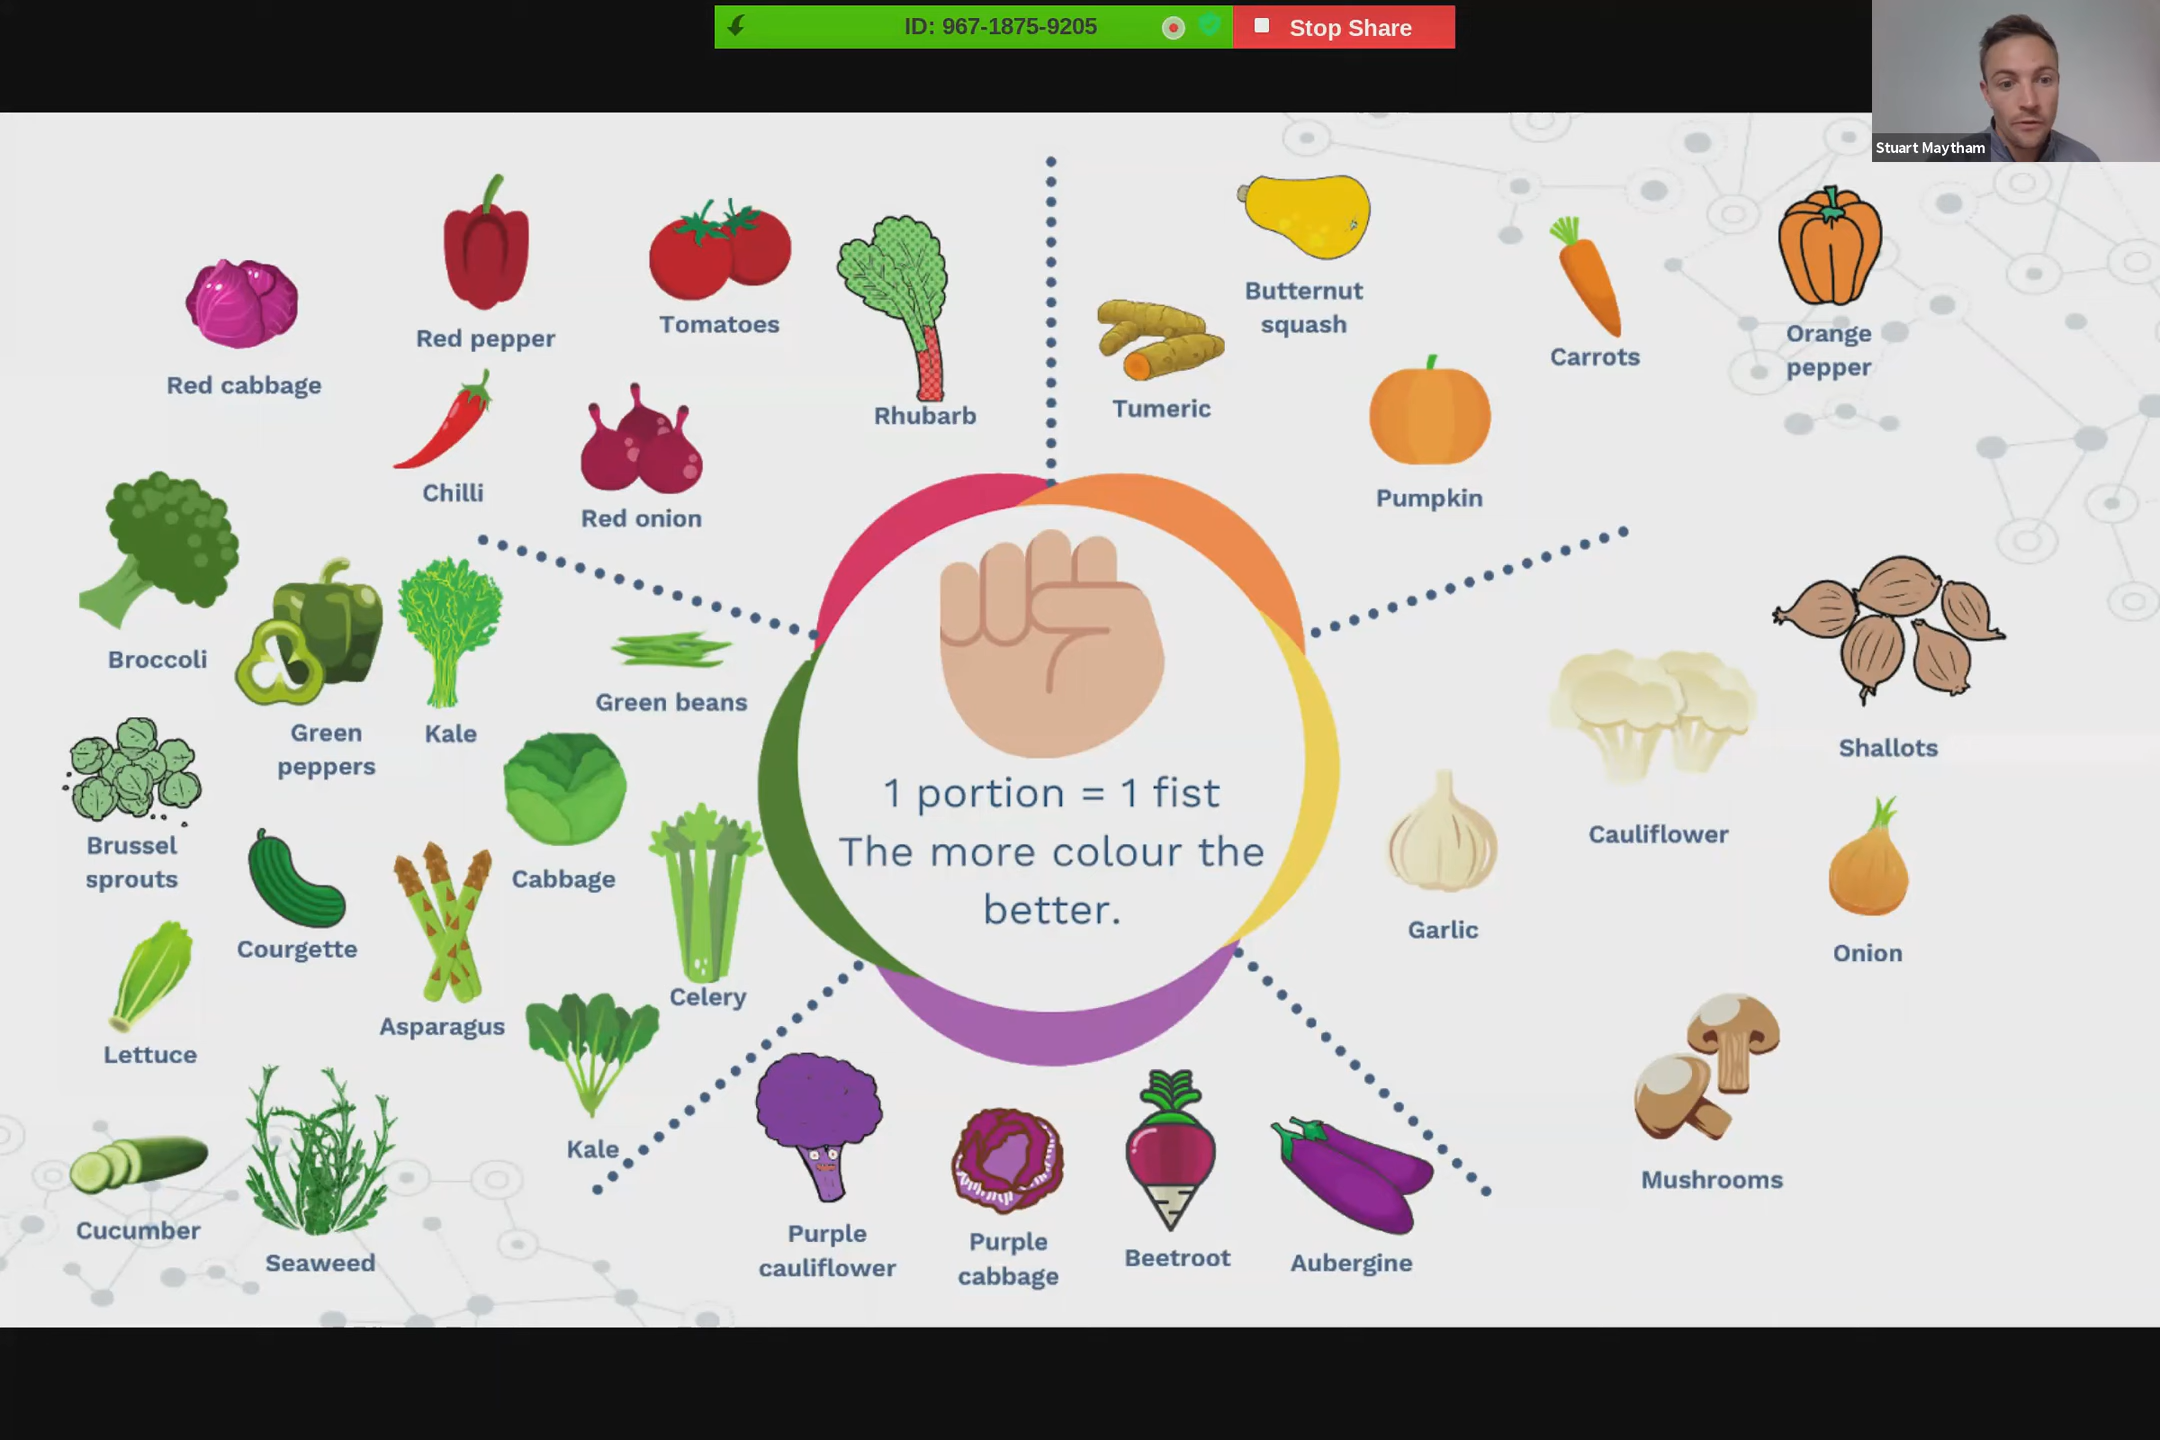 ID: 967-1875-9205
Stop Share
Stuart Maytham
Red cabbage
Red pepper
Tomatoes
Rhubarb
Chilli
Red onion
Tumeric
Butternut
squash
Carrots
Orange
pepper
Pumpkin
Broccoli
Green
peppers
Kale
Green beans
Brussel
sprouts
Courgette
Asparagus
Cabbage
Celery
Lettuce
Kale
Cucumber
Seaweed
1 portion = 1 fist
The more colour the
better.
Shallots
Cauliflower
Garlic
Onion
Mushrooms
Purple
cauliflower
Purple
cabbage
Beetroot
Aubergine